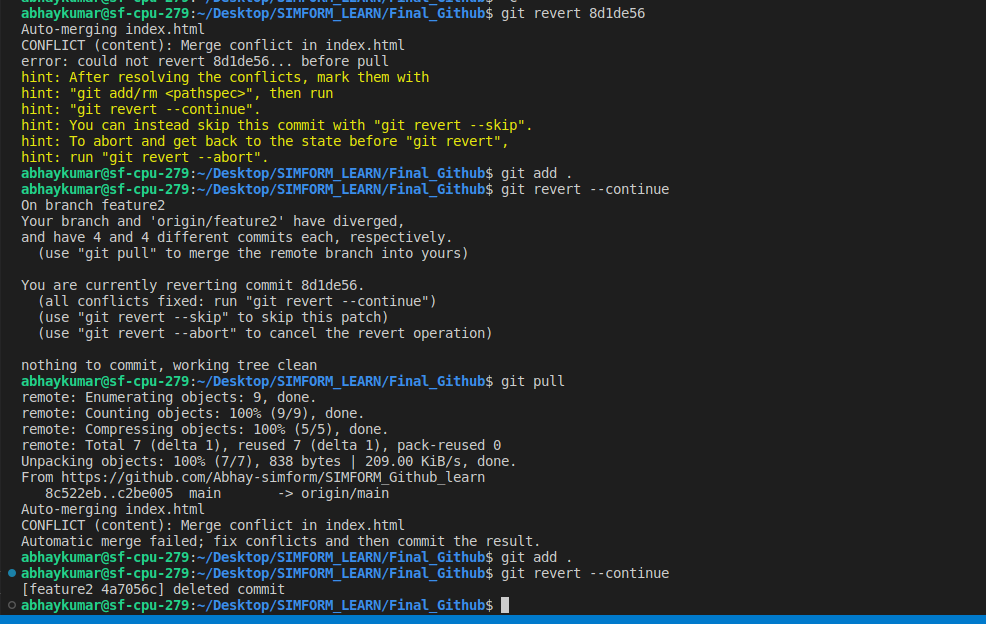 abhaykumar@sf-cpu-279:~/Desktop/SIMFORM_LEARN/Final_Github$ git revert 8d1de56
Auto-merging index.html
CONFLICT (content): Merge conflict in index.html
error: could not revert 8d1de56... before pull
hint: After resolving the conflicts, mark them with
hint: "git add/rm <pathspec>", then run
hint: "git revert --continue".
hint: You can instead skip this commit with "git revert --skip".
hint: To abort and get back to the state before "git revert",
hint: run "git revert --abort".
abhaykumar@sf-cpu-279:~/Desktop/SIMFORM_LEARN/Final_Github$ git add .
abhaykumar@sf-cpu-279:~/Desktop/SIMFORM_LEARN/Final_Github$ git revert --continue
On branch feature2
Your branch and 'origin/feature2' have diverged,
and have 4 and 4 different commits each, respectively.
  (use "git pull" to merge the remote branch into yours)

You are currently reverting commit 8d1de56.
  (all conflicts fixed: run "git revert --continue")
  (use "git revert --skip" to skip this patch)
  (use "git revert --abort" to cancel the revert operation)

nothing to commit, working tree clean
abhaykumar@sf-cpu-279:~/Desktop/SIMFORM_LEARN/Final_Github$ git pull
remote: Enumerating objects: 9, done.
remote: Counting objects: 100% (9/9), done.
remote: Compressing objects: 100% (5/5), done.
remote: Total 7 (delta 1), reused 7 (delta 1), pack-reused 0
Unpacking objects: 100% (7/7), 838 bytes | 209.00 KiB/s, done.
From https://github.com/Abhay-simform/SIMFORM_Github_learn
   8c522eb..c2be005  main       -> origin/main
Auto-merging index.html
CONFLICT (content): Merge conflict in index.html
Automatic merge failed; fix conflicts and then commit the result.
abhaykumar@sf-cpu-279:~/Desktop/SIMFORM_LEARN/Final_Github$ git add .
abhaykumar@sf-cpu-279:~/Desktop/SIMFORM_LEARN/Final_Github$ git revert --continue
[feature2 4a7056c] deleted commit
abhaykumar@sf-cpu-279:~/Desktop/SIMFORM_LEARN/Final_Github$